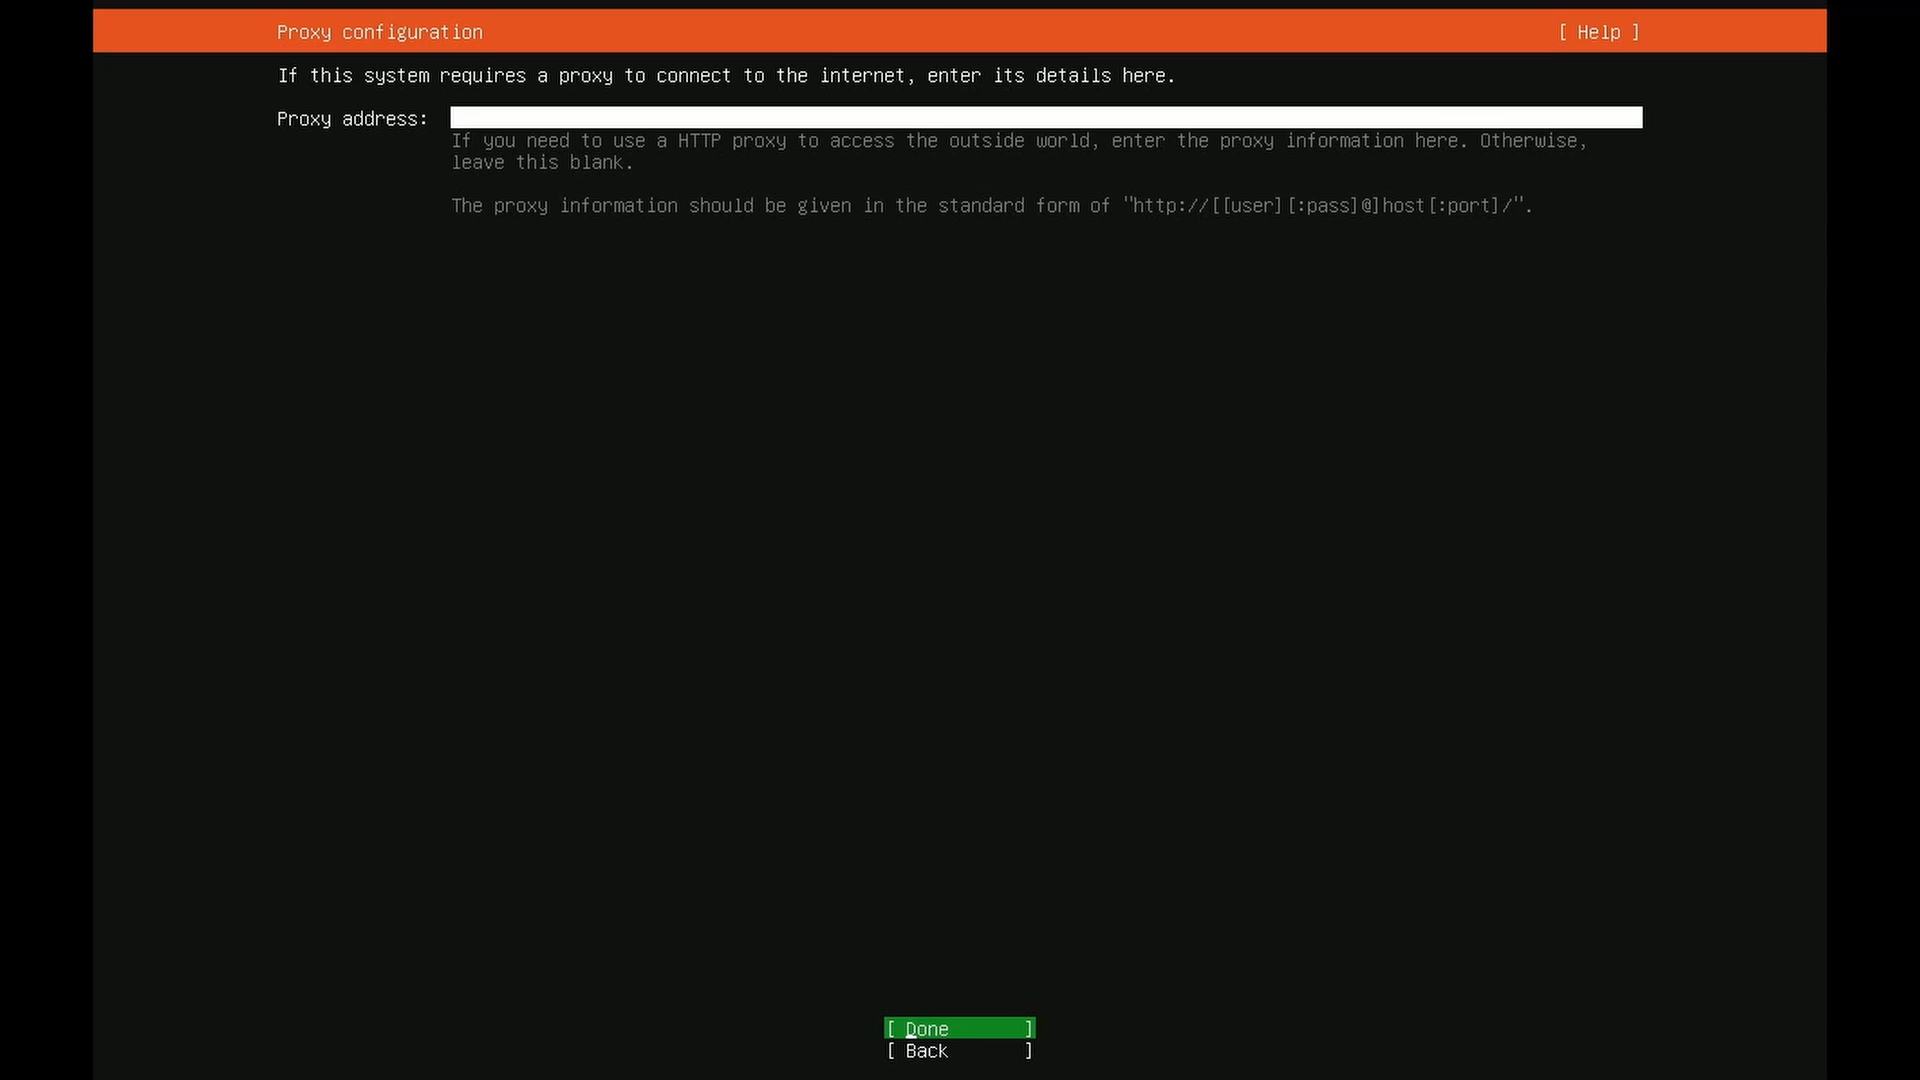 Proxy configuration [ Help ]
If this system requires a proxy to connect to the internet, enter its details here.
Proxy address:
If you need to use a HTTP proxy to access the outside world, enter the proxy information here. Otherwise,
leave this blank.
The proxy information should be given in the standard form of "http://[[user][:pass]@]host[:port]/".
[ Done ]
[ Back ]